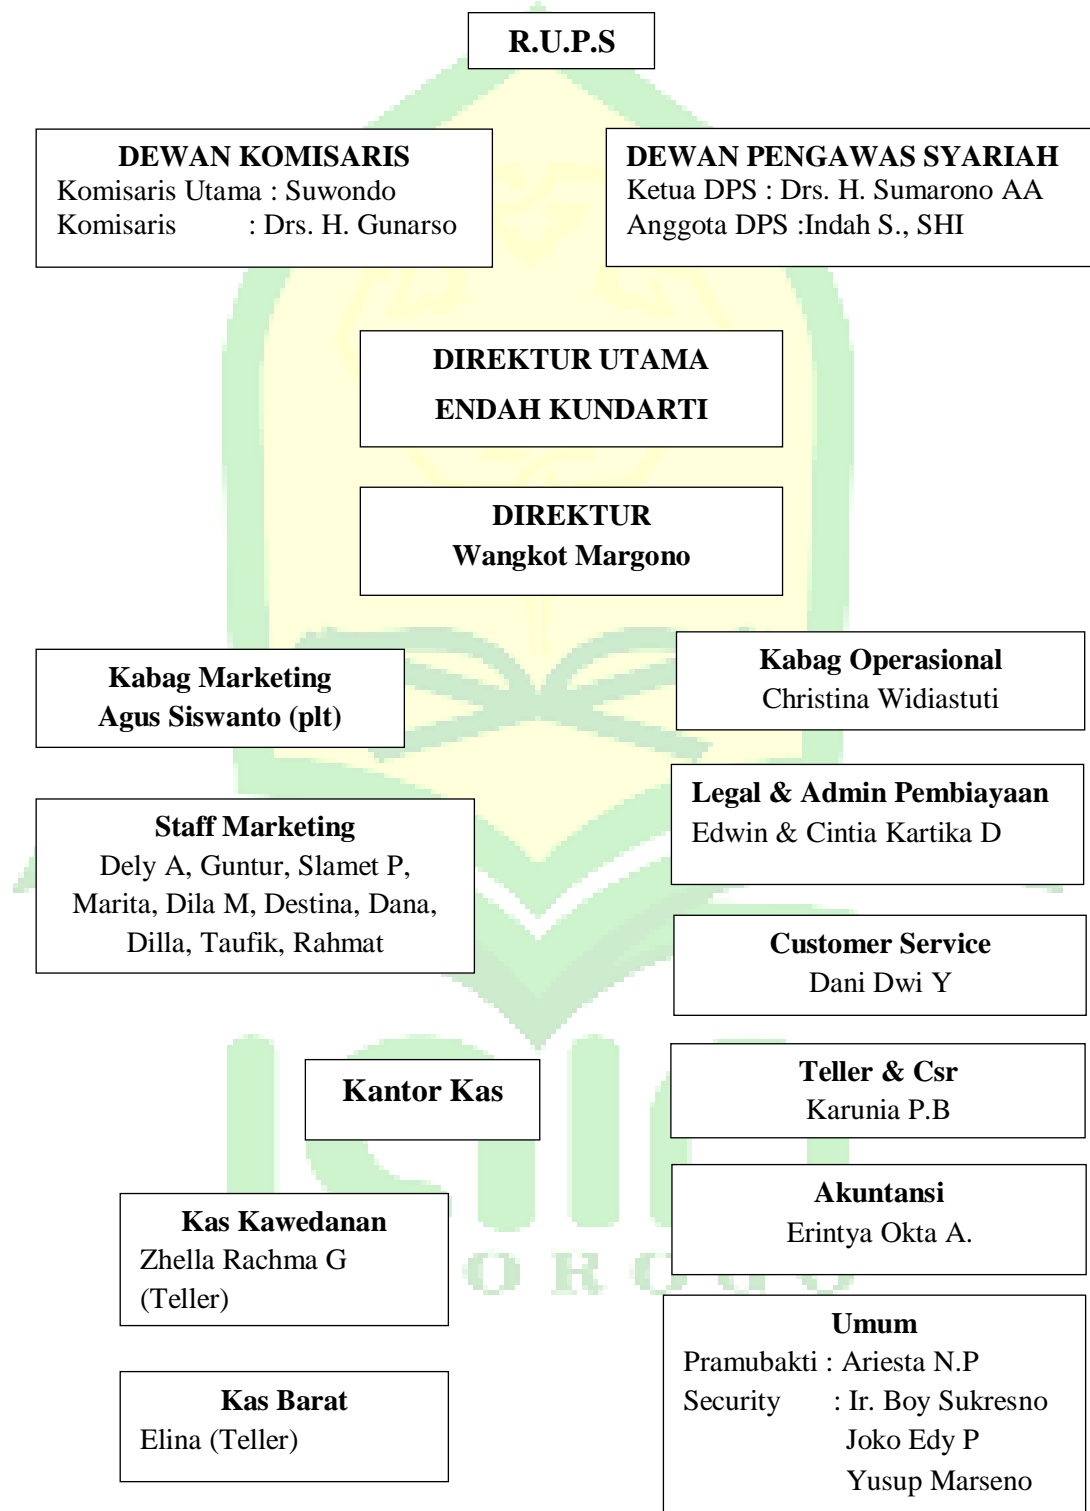 R.U.P.S
DEWAN KOMISARIS
Komisaris Utama : Suwondo
Komisaris : Drs. H. Gunarso
DEWAN PENGAWAS SYARIAH
Ketua DPS : Drs. H. Sumarono AA
Anggota DPS :Indah S., SHI
DIREKTUR UTAMA
ENDAH KUNDARTI
DIREKTUR
Wangkot Margono
Kabag Marketing
Agus Siswanto (plt)
Kabag Operasional
Christina Widiastuti
Staff Marketing
Dely A, Guntur, Slamet P,
Marita, Dila M, Destina, Dana,
Dilla, Taufik, Rahmat
Legal & Admin Pembiayaan
Edwin & Cintia Kartika D
Customer Service
Dani Dwi Y
Kantor Kas
Teller & Csr
Karunia P.B
Kas Kawedanan
Zhella Rachma G
(Teller)
Akuntansi
Erintya Okta A.
Kas Barat
Elina (Teller)
Umum
Pramubakti : Ariesta N.P
Security : Ir. Boy Sukresno
Joko Edy P
Yusup Marseno